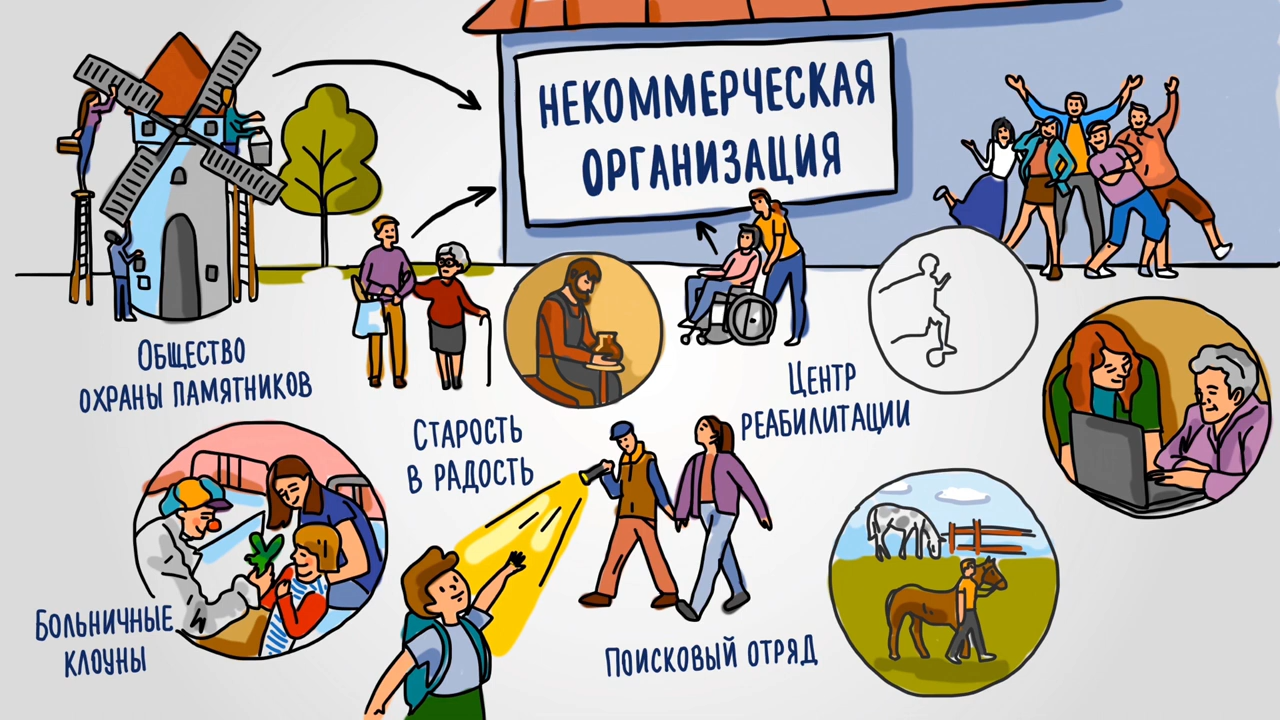 НЕКОММЕРЧЕСКАЯ
ОРГАНИЗАЦИЯ
ОБЩЕСТВО
ОХРАНЫ ПАМЯТНИКОВ
СТАРОСТЬ
В РАДОСТЬ
ЦЕНТР
РЕАБИЛИТАЦИИ
БОЛЬНИЧНЫЕ
КЛОУНЫ
ПОИСКОВЫЙ ОТРЯД